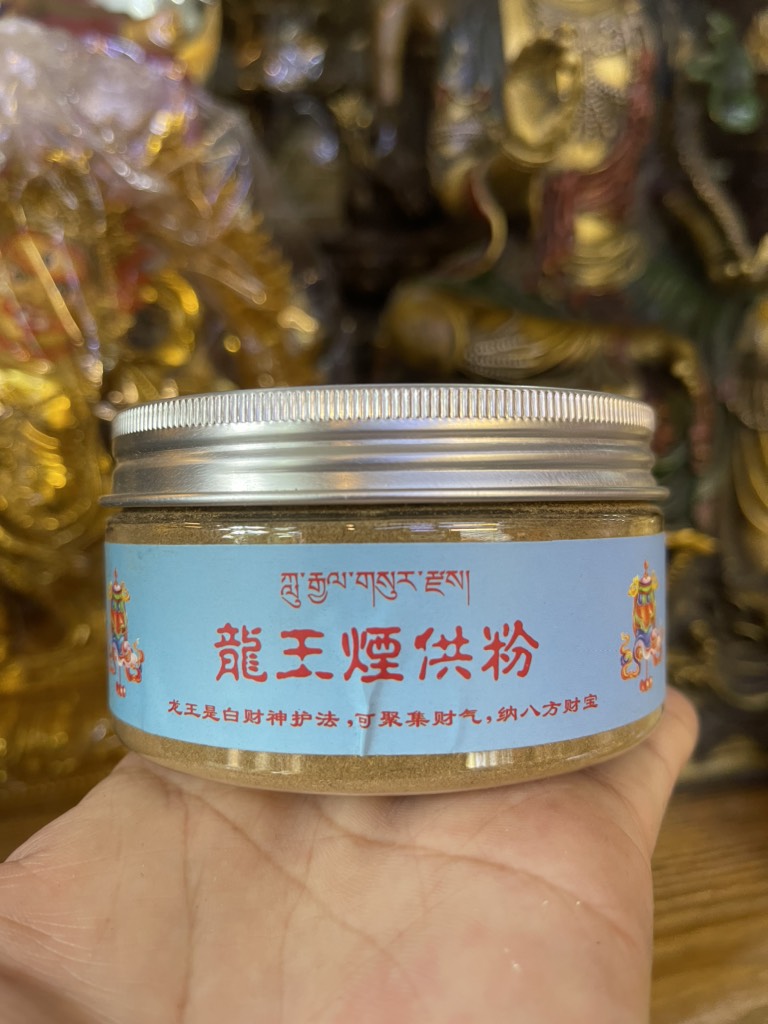 ཀླུ་རྒྱལ་གསུར་རྫས།
龍王煙供粉
龙王是白财神护法,可聚集财气,纳八方财宝